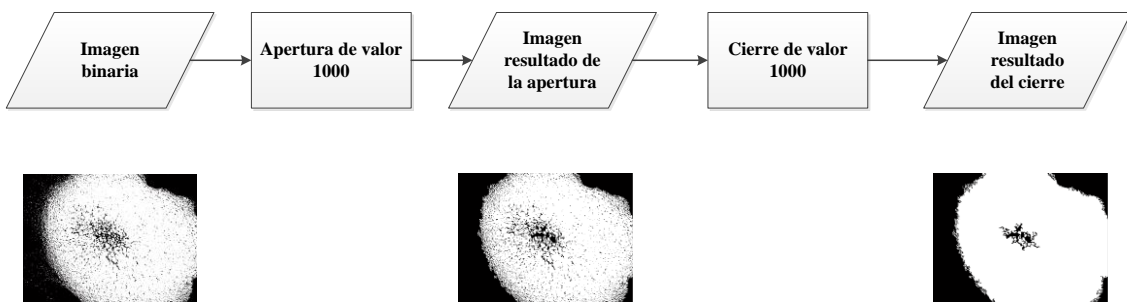 Imagen
binaria
Apertura de valor
1000
Imagen
resultado de
la apertura
Cierre de valor
1000
Imagen
resultado
del cierre